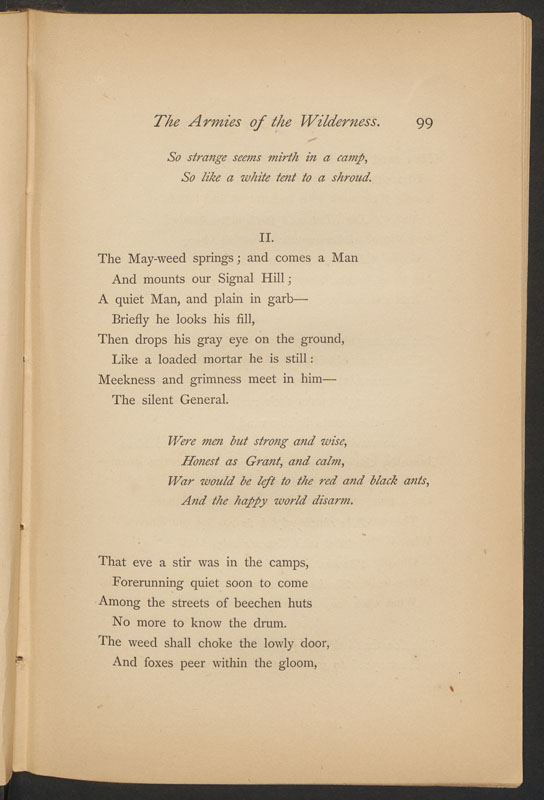 The Armies of the Wilderness. 99
So strange seems mirth in a camp,
So like a white tent to a shroud.
II.
The May-weed springs; and comes a Man
And mounts our Signal Hill;
A quiet Man, and plain in garb—
Briefly he looks his fill,
Then drops his gray eye on the ground,
Like a loaded mortar he is still:
Meekness and grimness meet in him—
The silent General.
Were men but strong and wise,
Honest as Grant, and calm,
War would be left to the red and black ants,
And the happy world disarm.
That eve a stir was in the camps,
Forerunning quiet soon to come
Among the streets of beechen huts
No more to know the drum.
The weed shall choke the lowly door,
And foxes peer within the gloom,